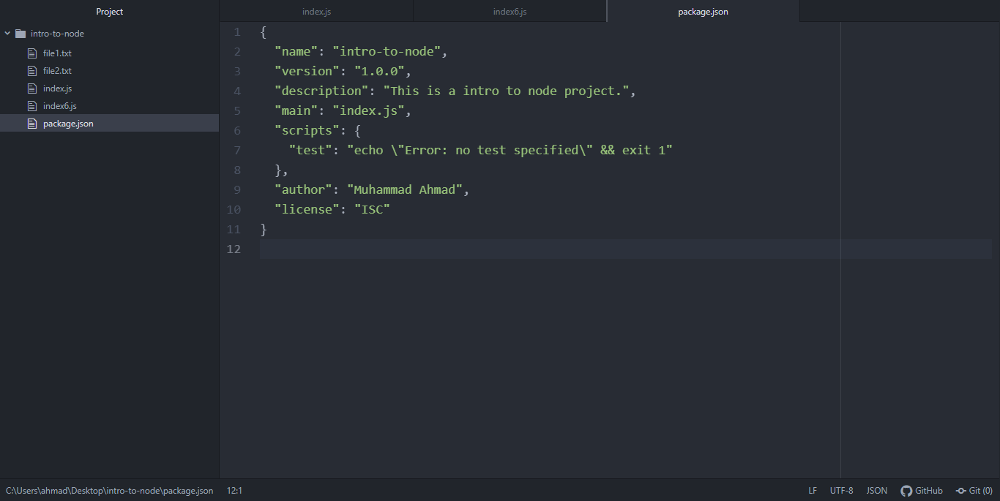 Project
index.js
index6.js
package.json
intro-to-node
file1.txt
file2.txt
index.js
index6.js
package.json
1 {
2   "name": "intro-to-node",
3   "version": "1.0.0",
4   "description": "This is a intro to node project.",
5   "main": "index.js",
6   "scripts": {
7     "test": "echo \"Error: no test specified\" && exit 1"
8   },
9   "author": "Muhammad Ahmad",
10   "license": "ISC"
11 }
12
C:\Users\ahmad\Desktop\intro-to-node\package.json 12:1 LF UTF-8 JSON GitHub Git (0)